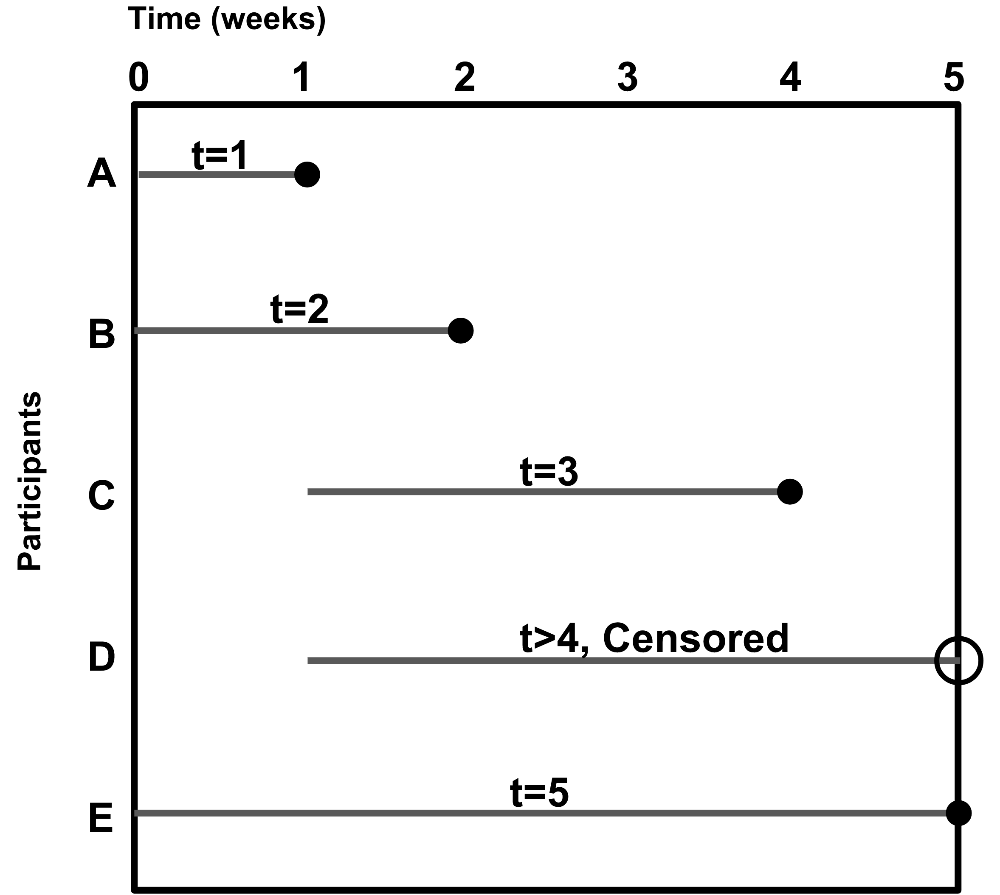 Time (weeks)
0 1 2 3 4 5
t=1
A
t=2
B
Participants
t=3
C
t>4, Censored
D
t=5
E